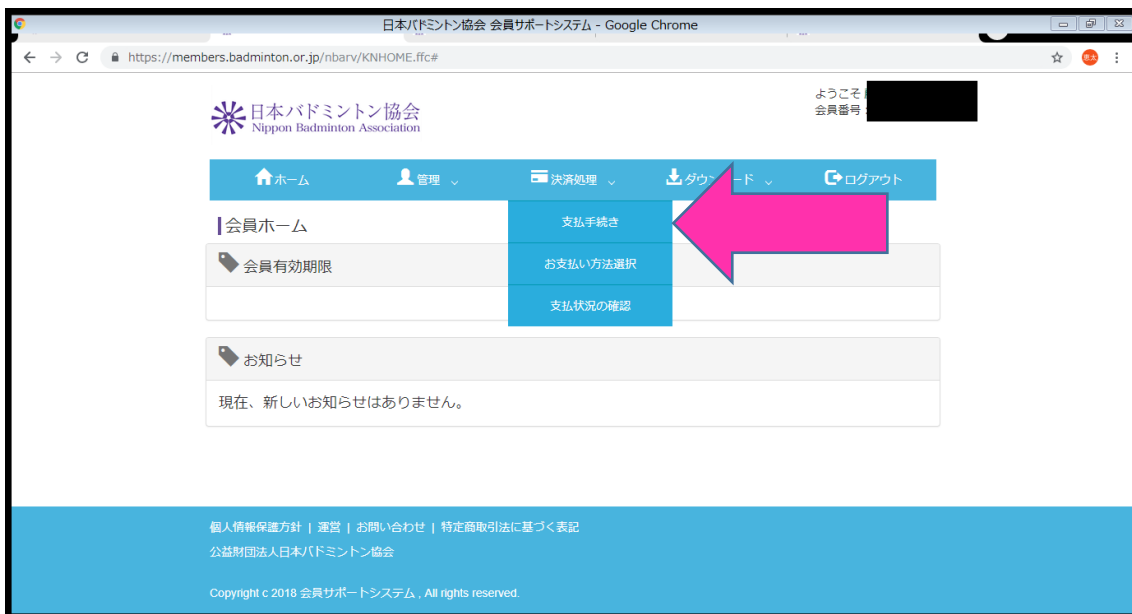 日本バドミントン協会 会員サポートシステム - Google Chrome
https://members.badminton.or.jp/nbarv/KNHOME.ffc#
恵太
日本バドミントン協会
Nippon Badminton Association
ようこそ
会員番号
ホーム 管理 決済処理 ダウン ード ログアウト
会員ホーム
支払手続き
会員有効期限
お支払い方法選択
支払状況の確認
お知らせ
現在、新しいお知らせはありません。
個人情報保護方針 | 運営 | お問い合わせ | 特定商取引法に基づく表記
公益財団法人日本バドミントン協会
Copyright c 2018 会員サポートシステム , All rights reserved.